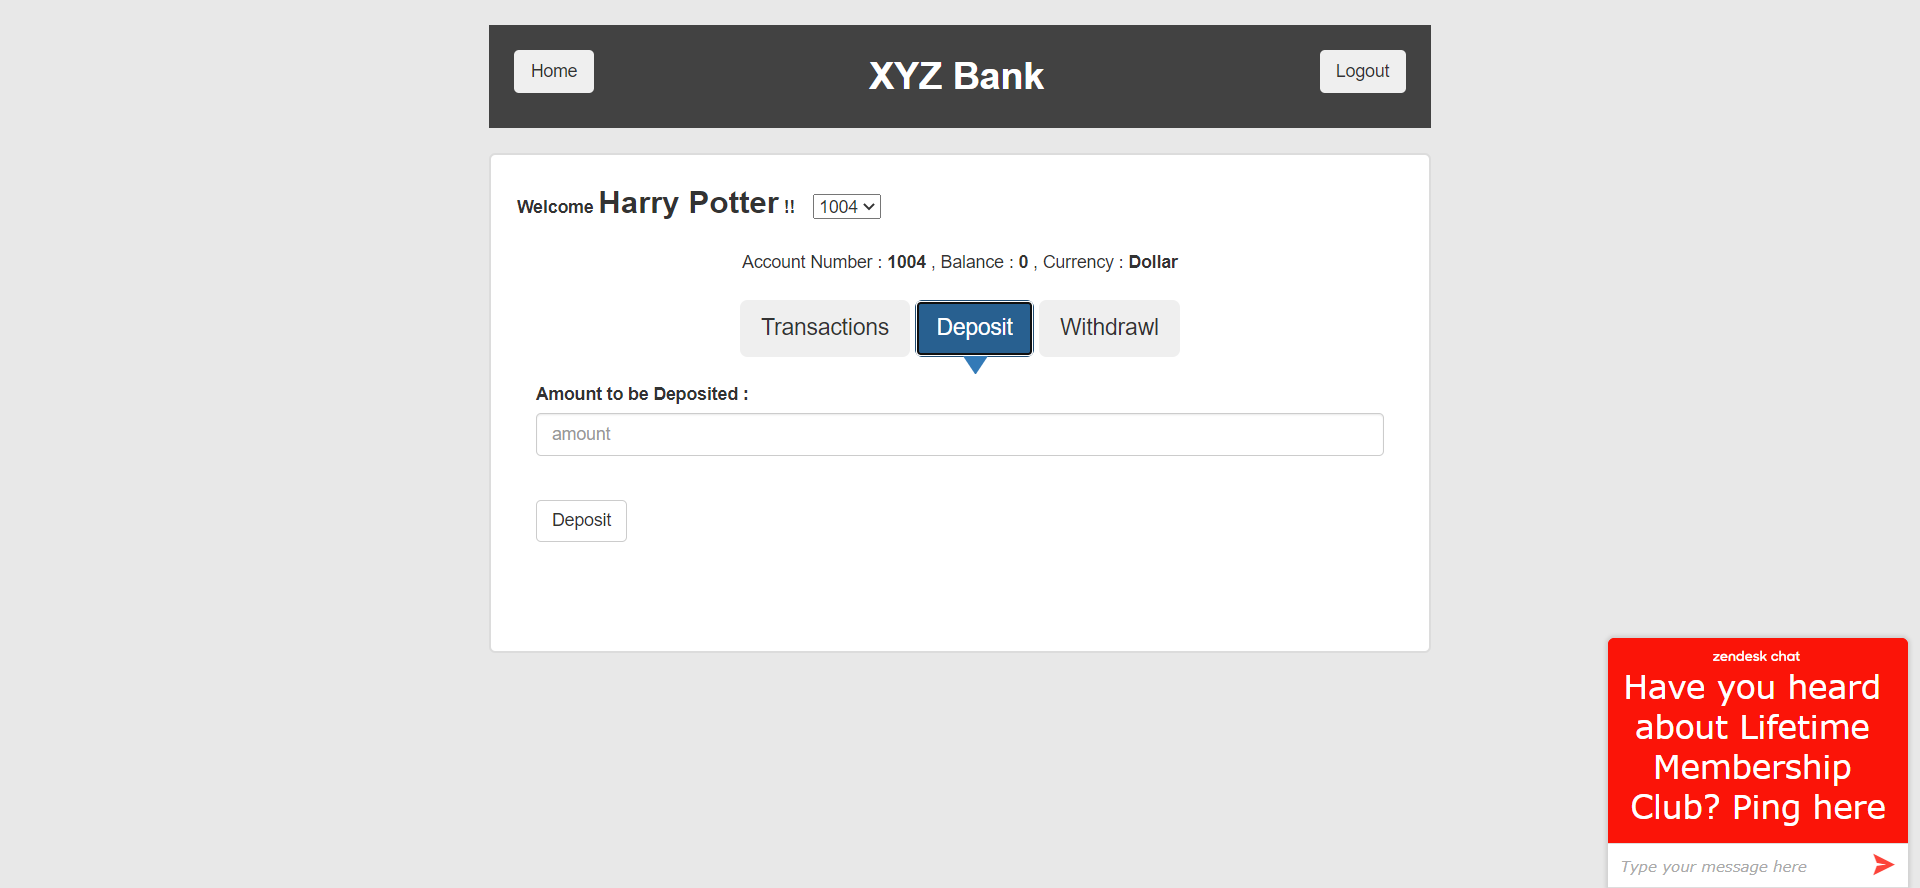 Home
XYZ Bank
Logout
Welcome Harry Potter !! 1004
Account Number : 1004 , Balance : 0 , Currency : Dollar
Transactions
Deposit
Withdrawl
Amount to be Deposited :
amount
Deposit
zendesk chat
Have you heard
about Lifetime
Membership
Club? Ping here
Type your message here